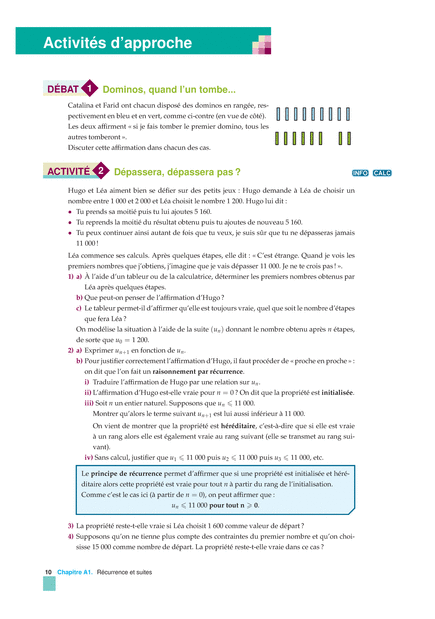 Activités d'approche
DÉBAT 1 Dominos, quand l'un tombe...
Catalina et Farid ont chacun disposé des dominos en rangée, res-
pectivement en bleu et en vert, comme ci-contre (en vue de côté).
Les deux affirment « si je fais tomber le premier domino, tous les
autres tomberont ».
Discuter cette affirmation dans chacun des cas.
ACTIVITÉ 2 Dépassera, dépassera pas ?
INFO CALC
Hugo et Léa aiment bien se défier sur des petits jeux : Hugo demande à Léa de choisir un
nombre entre 1 000 et 2 000 et Léa choisit le nombre 1 200. Hugo lui dit :
• Tu prends sa moitié puis tu lui ajoutes 5 160.
• Tu reprends la moitié du résultat obtenu puis tu ajoutes de nouveau 5 160.
• Tu peux continuer ainsi autant de fois que tu veux, je suis sûr que tu ne dépasseras jamais
11 000 !
Léa commence ses calculs. Après quelques étapes, elle dit : « C'est étrange. Quand je vois les
premiers nombres que j'obtiens, j'imagine que je vais dépasser 11 000. Je ne te crois pas ! ».
1) a) À l'aide d'un tableur ou de la calculatrice, déterminer les premiers nombres obtenus par
Léa après quelques étapes.
b) Que peut-on penser de l'affirmation d'Hugo ?
c) Le tableur permet-il d'affirmer qu'elle est toujours vraie, quel que soit le nombre d'étapes
que fera Léa ?
On modélise la situation à l'aide de la suite (uₙ) donnant le nombre obtenu après n étapes,
de sorte que u₀ = 1 200.
2) a) Exprimer uₙ₊₁ en fonction de uₙ.
b) Pour justifier correctement l'affirmation d'Hugo, il faut procéder de « proche en proche » :
on dit que l'on fait un raisonnement par récurrence.
i) Traduire l'affirmation de Hugo par une relation sur uₙ.
ii) L'affirmation d'Hugo est-elle vraie pour n = 0 ? On dit que la propriété est initialisée.
iii) Soit n un entier naturel. Supposons que uₙ ⩽ 11 000.
Montrer qu'alors le terme suivant uₙ₊₁ est lui aussi inférieur à 11 000.
On vient de montrer que la propriété est héréditaire, c'est-à-dire que si elle est vraie
à un rang alors elle est également vraie au rang suivant (elle se transmet au rang sui-
vant).
iv) Sans calcul, justifier que u₁ ⩽ 11 000 puis u₂ ⩽ 11 000 puis u₃ ⩽ 11 000, etc.
Le principe de récurrence permet d'affirmer que si une propriété est initialisée et héré-
ditaire alors cette propriété est vraie pour tout n à partir du rang de l'initialisation.
Comme c'est le cas ici (à partir de n = 0), on peut affirmer que :
uₙ ⩽ 11 000 pour tout n ⩾ 0.
3) La propriété reste-t-elle vraie si Léa choisit 1 600 comme valeur de départ ?
4) Supposons qu'on ne tienne plus compte des contraintes du premier nombre et qu'on choi-
sisse 15 000 comme nombre de départ. La propriété reste-t-elle vraie dans ce cas ?
10 Chapitre A1. Récurrence et suites